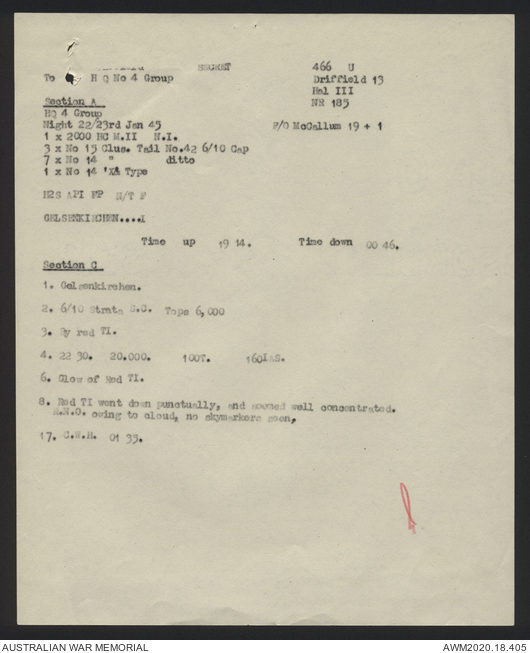 SECRET 466 U
To H Q No 4 Group Driffield 13
Hal III
Section A NR 185
HQ 4 Group
Night 22/23rd Jan 45 F/O McCallum 19 + 1
1 x 2000 HC M.II N.I.
3 x No 15 Clus. Tail No.42 6/10 Cap
7 x No 14 " ditto
1 x No 14 'X' Type
H2S API FP N/T F
GELSENKIRCHEN....I
Time up 19 14. Time down 00 46.
Section C
1. Gelsenkirchen.
2. 6/10 Strata S.C. Tops 6,000
3. By red TI.
4. 22 30. 20.000. 100T. 160IAS.
6. Glow of Red TI.
8. Red TI went down punctually, and seemed well concentrated.
R.N.O. owing to cloud, no skymarkers seen,
17. C.W.R. 01 35.
AUSTRALIAN WAR MEMORIAL AWM2020.18.405